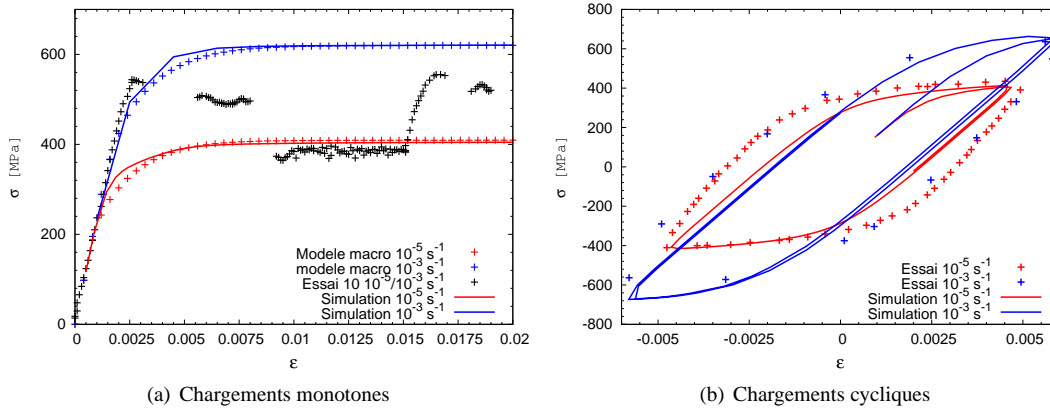 600
400
200
0
σ [MPa]
0
0.0025
0.005
0.0075
0.01
0.0125
0.015
0.0175
0.02
ε
Modele macro 10⁻⁵ s⁻¹
modele macro 10⁻³ s⁻¹
Essai 10 10⁻⁵/10⁻³ s⁻¹
Simulation 10⁻⁵ s⁻¹
Simulation 10⁻³ s⁻¹
(a) Chargements monotones
800
600
400
200
0
-200
-400
-600
-800
σ [MPa]
-0.005
-0.0025
0
0.0025
0.005
ε
Essai 10⁻⁵ s⁻¹
Essai 10⁻³ s⁻¹
Simulation 10⁻⁵ s⁻¹
Simulation 10⁻³ s⁻¹
(b) Chargements cycliques